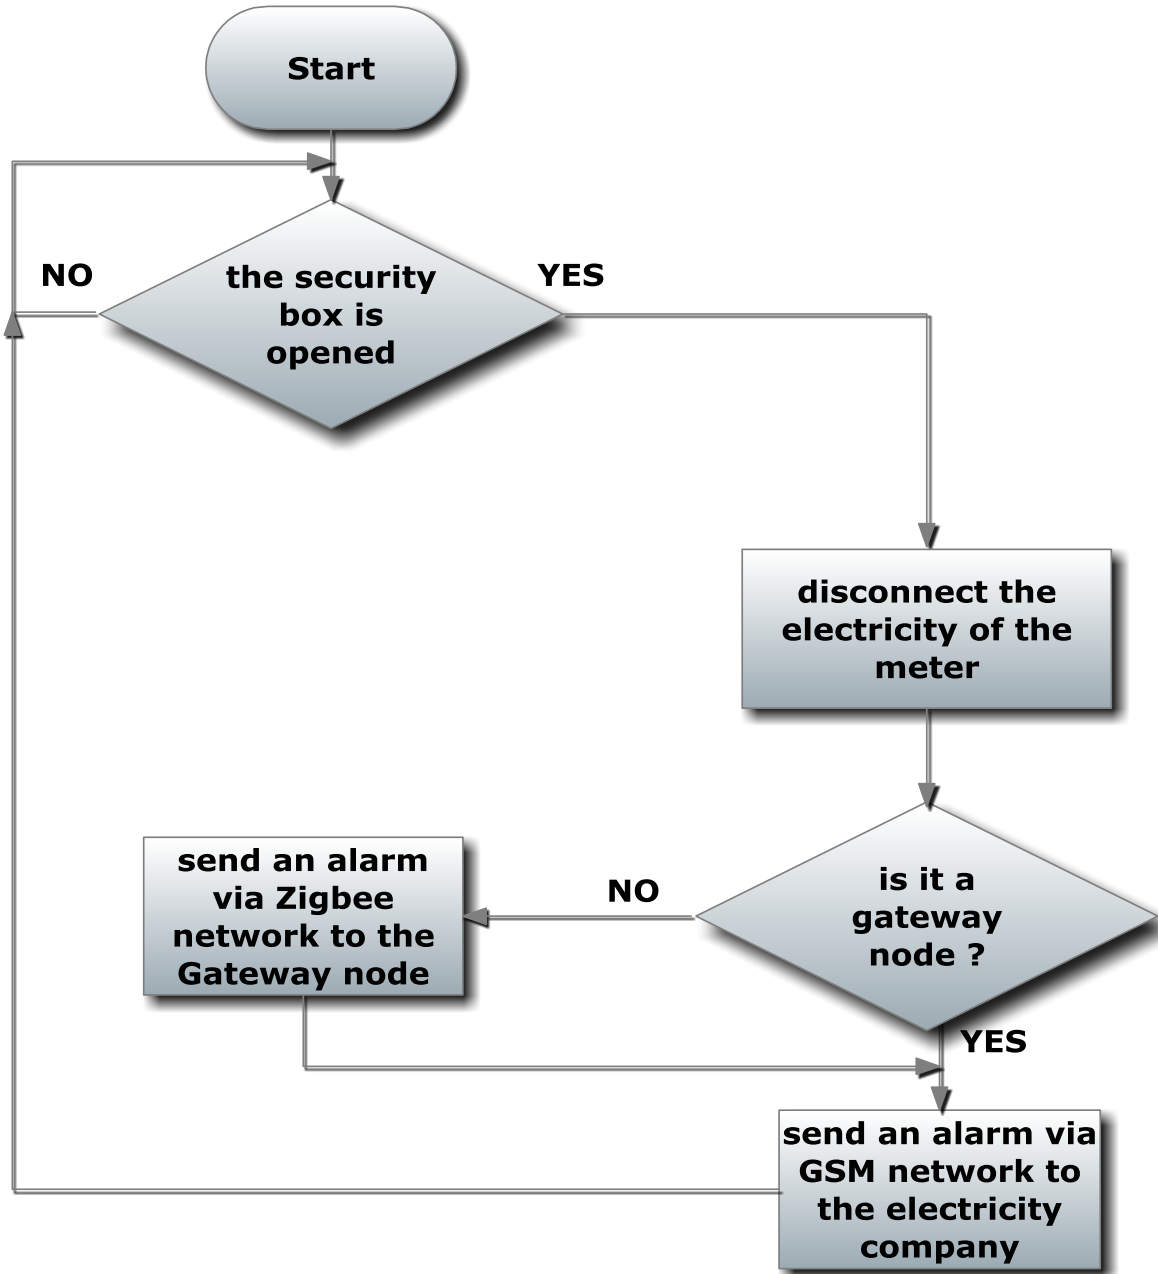 Start
NO
YES
the security
box is
opened
disconnect the
electricity of the
meter
send an alarm
via Zigbee
network to the
Gateway node
NO
is it a
gateway
node ?
YES
send an alarm via
GSM network to
the electricity
company